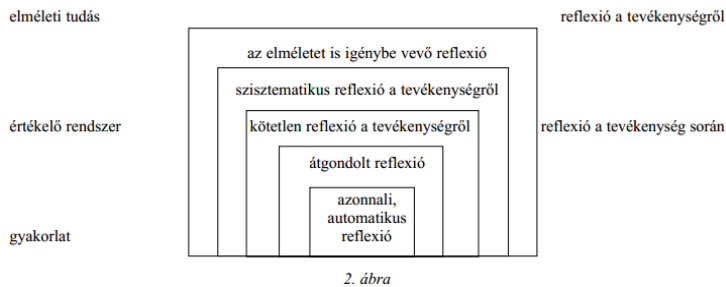 elméleti tudás
reflexió a tevékenységről
az elméletet is igénybe vevő reflexió
szisztematikus reflexió a tevékenységről
értékelő rendszer
kötetlen reflexió a tevékenységről
reflexió a tevékenység során
átgondolt reflexió
azonnali,
automatikus
reflexió
gyakorlat
2. ábra